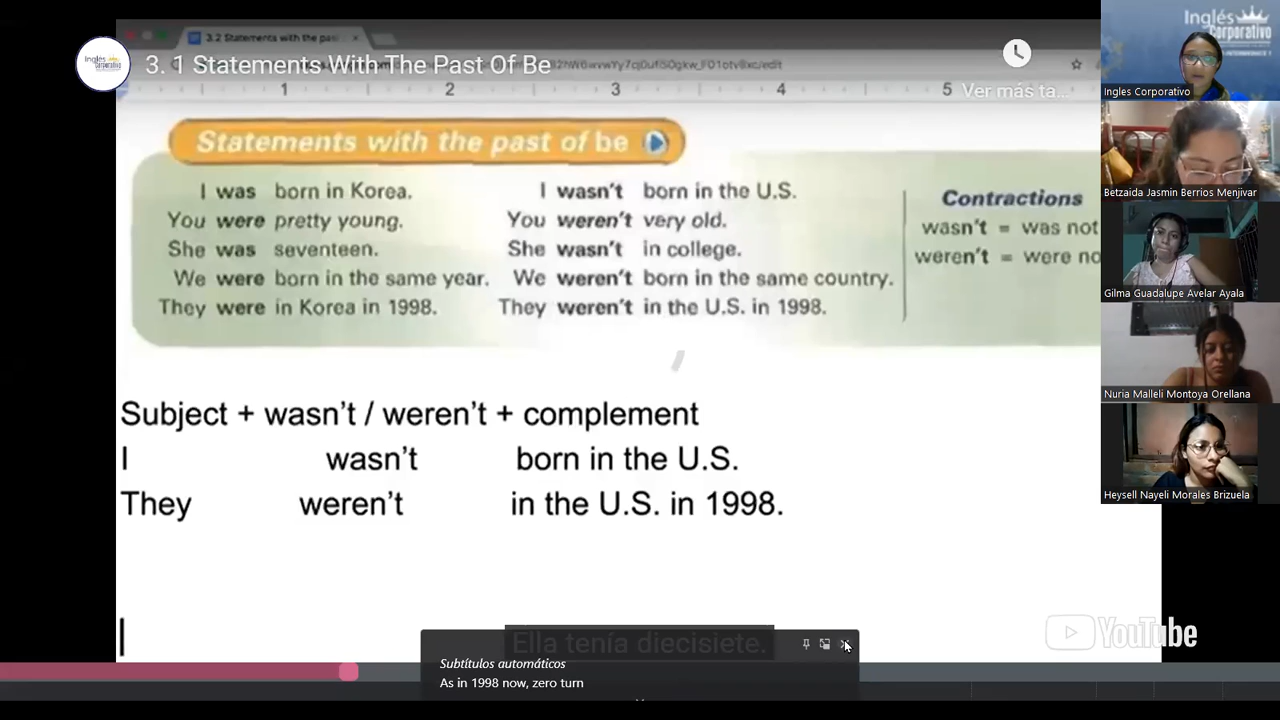 3.2 Statements with the pas
3. 1 Statements With The Past Of Be
Ver más ta...
1 2 3 4 5
Statements with the past of be
I was born in Korea.
You were pretty young.
She was seventeen.
We were born in the same year.
They were in Korea in 1998.
I wasn't born in the U.S.
You weren't very old.
She wasn't in college.
We weren't born in the same country.
They weren't in the U.S. in 1998.
Contractions
wasn't = was not
weren't = were no
Subject + wasn't / weren't + complement
I wasn't born in the U.S.
They weren't in the U.S. in 1998.
Ella tenía diecisiete.
Subtítulos automáticos
As in 1998 now, zero turn
YouTube
Inglés
Corporativo
Ingles Corporativo
Betzaida Jasmin Berrios Menjivar
Gilma Guadalupe Avelar Ayala
Nuria Malleli Montoya Orellana
Heysell Nayeli Morales Brizuela